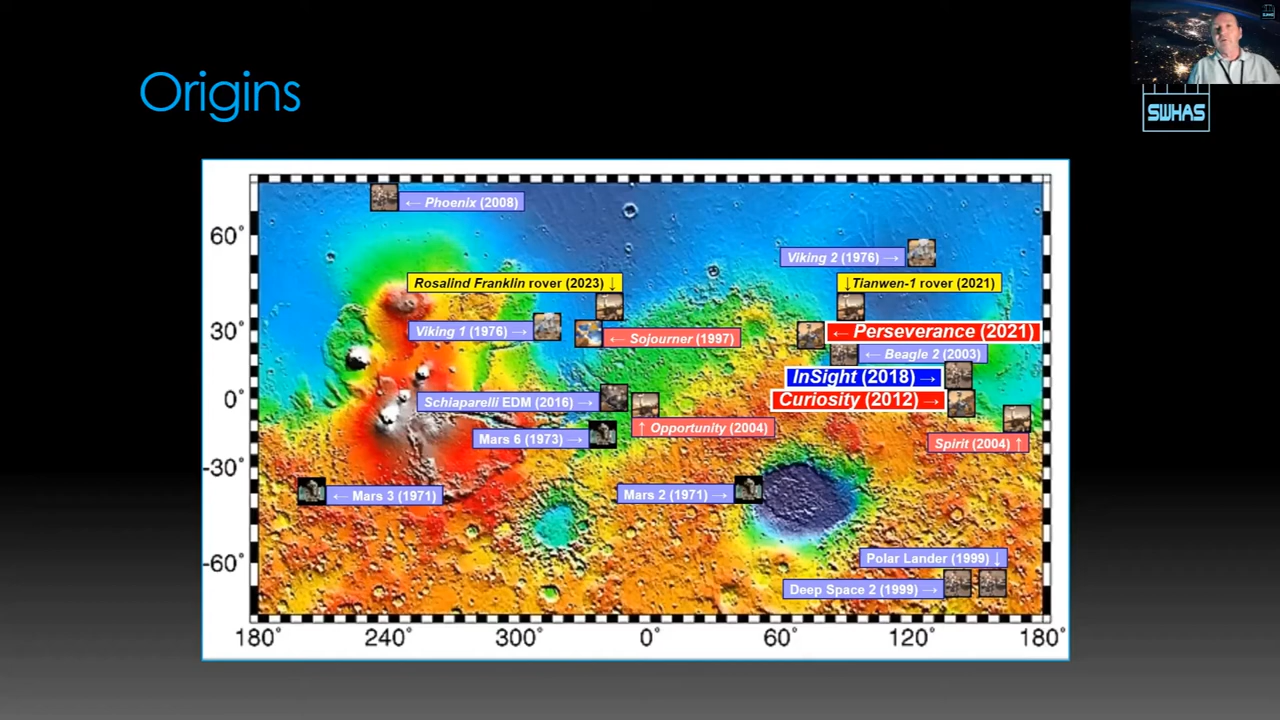 Origins
SWHAS
← Phoenix (2008)
60°
Viking 2 (1976) →
Rosalind Franklin rover (2023) ↓
↓Tianwen-1 rover (2021)
30°
Viking 1 (1976) →
← Sojourner (1997)
← Perseverance (2021)
← Beagle 2 (2003)
InSight (2018) →
0°
Schiaparelli EDM (2016) →
Curiosity (2012) →
↑ Opportunity (2004)
Mars 6 (1973) →
Spirit (2004) ↑
-30°
← Mars 3 (1971)
Mars 2 (1971) →
-60°
Polar Lander (1999) ↓
Deep Space 2 (1999) →
180° 240° 300° 0° 60° 120° 180°